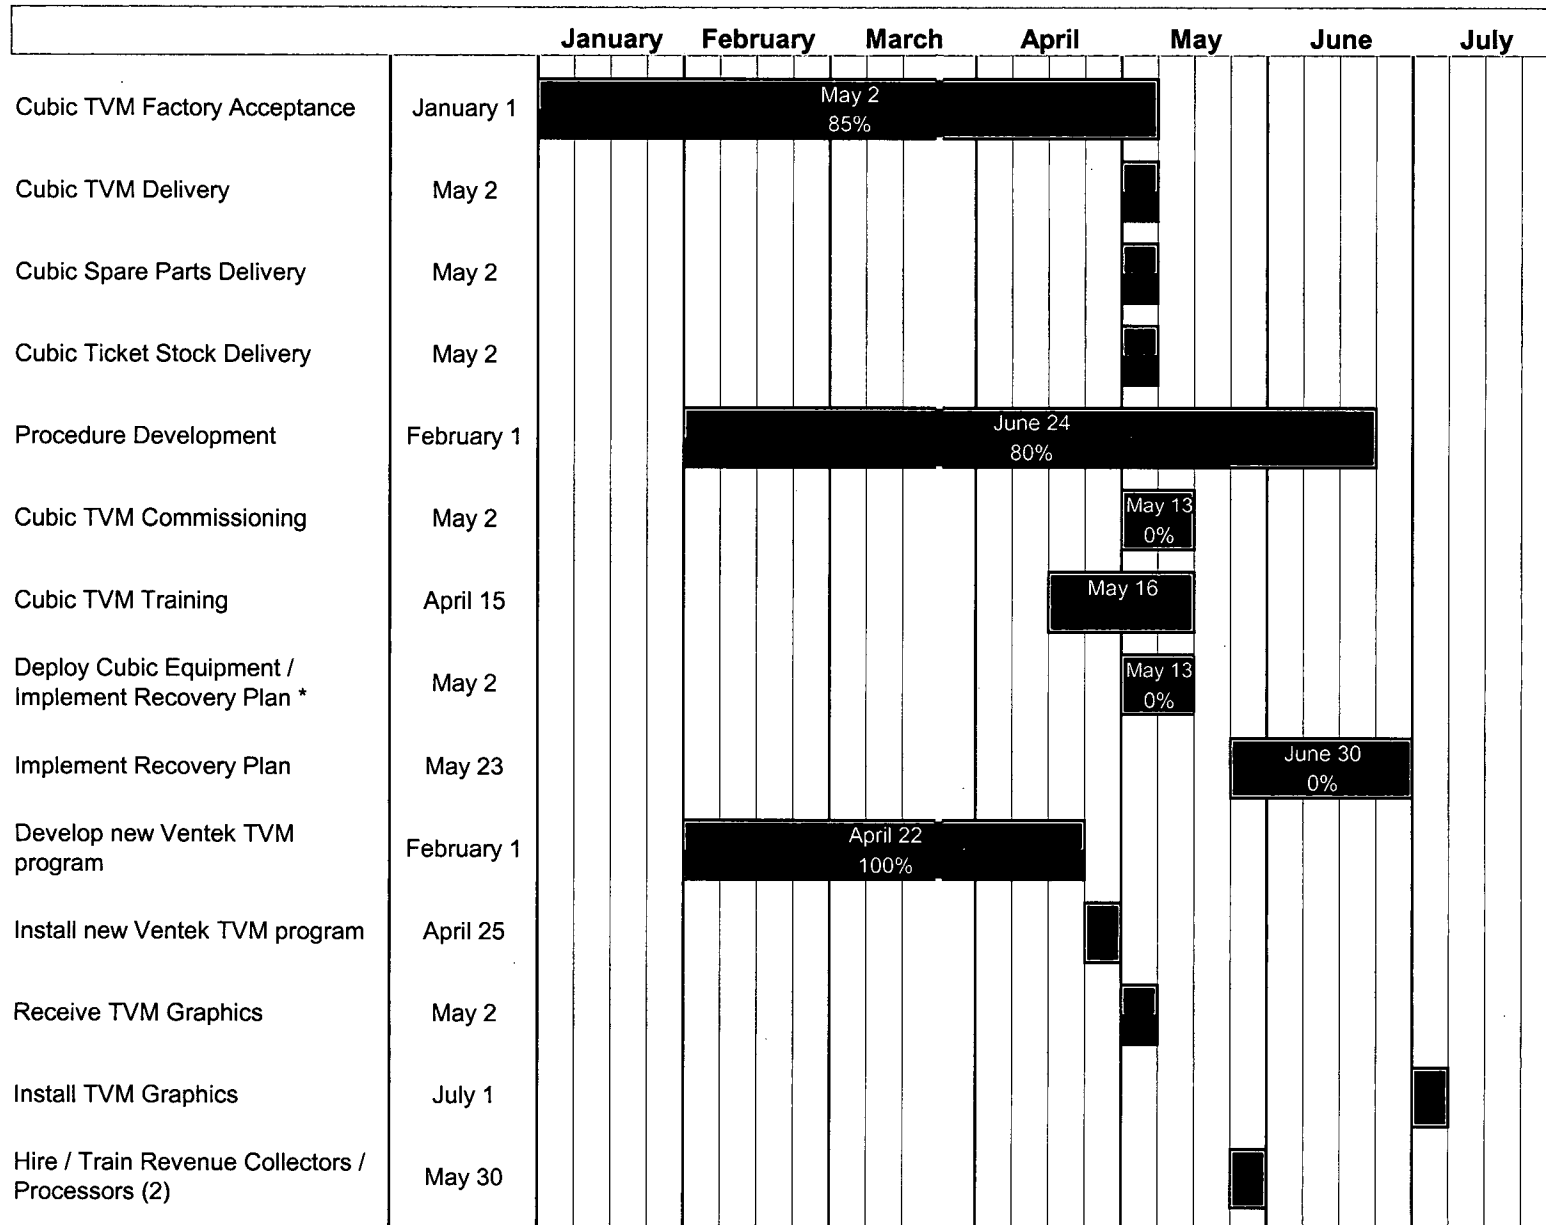 January February March April May June July
Cubic TVM Factory Acceptance January 1 May 2
85%
Cubic TVM Delivery May 2
Cubic Spare Parts Delivery May 2
Cubic Ticket Stock Delivery May 2
Procedure Development February 1 June 24
80%
Cubic TVM Commissioning May 2 May 13
0%
Cubic TVM Training April 15 May 16
Deploy Cubic Equipment /
Implement Recovery Plan * May 2 May 13
0%
Implement Recovery Plan May 23 June 30
0%
Develop new Ventek TVM
program February 1 April 22
100%
Install new Ventek TVM program April 25
Receive TVM Graphics May 2
Install TVM Graphics July 1
Hire / Train Revenue Collectors /
Processors (2) May 30